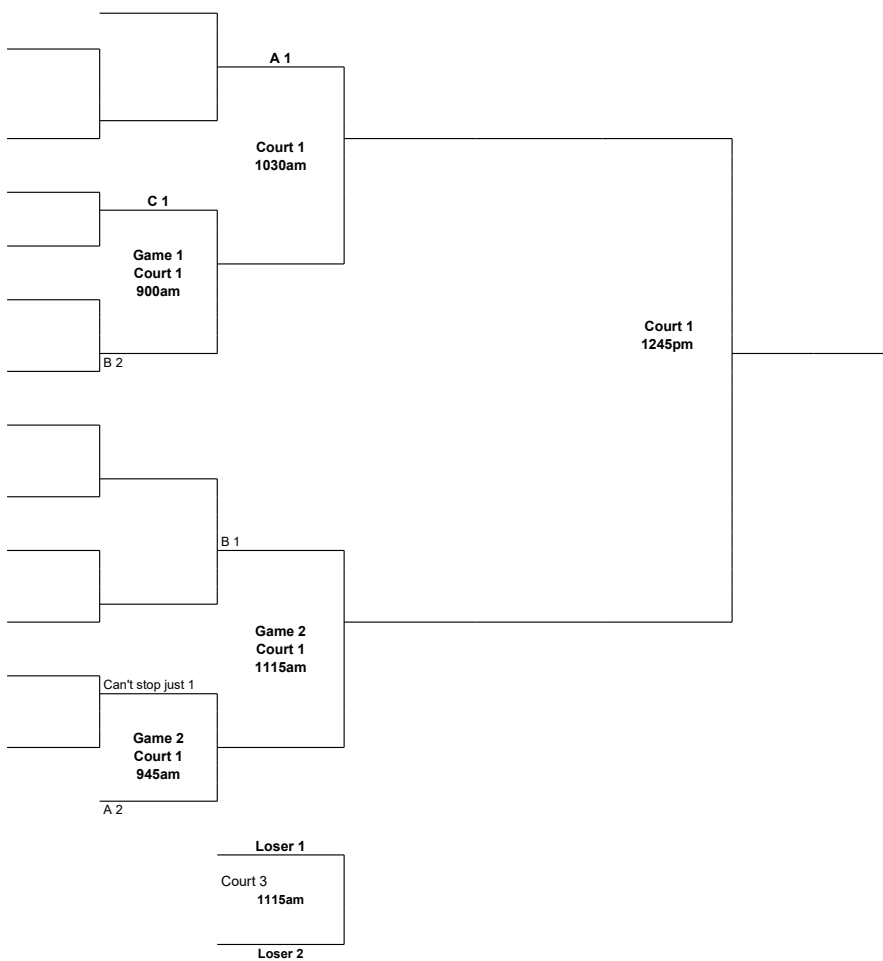 A 1
Court 1
1030am
C 1
Game 1
Court 1
900am
B 2
Court 1
1245pm
B 1
Game 2
Court 1
1115am
Can't stop just 1
Game 2
Court 1
945am
A 2
Loser 1
Court 3
1115am
Loser 2